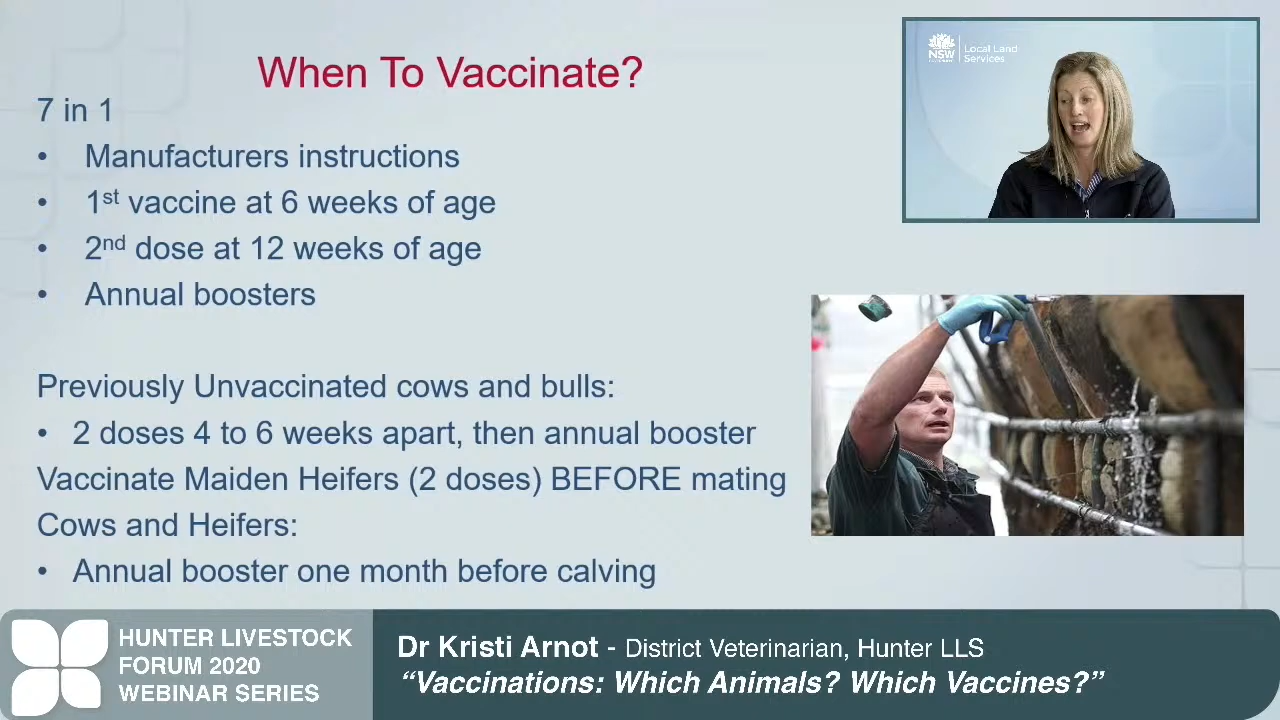 When To Vaccinate?
7 in 1
• Manufacturers instructions
• 1st vaccine at 6 weeks of age
• 2nd dose at 12 weeks of age
• Annual boosters
Previously Unvaccinated cows and bulls:
• 2 doses 4 to 6 weeks apart, then annual booster
Vaccinate Maiden Heifers (2 doses) BEFORE mating
Cows and Heifers:
• Annual booster one month before calving
NSW
Local Land
Services
HUNTER LIVESTOCK
FORUM 2020
WEBINAR SERIES
Dr Kristi Arnot - District Veterinarian, Hunter LLS
“Vaccinations: Which Animals? Which Vaccines?”